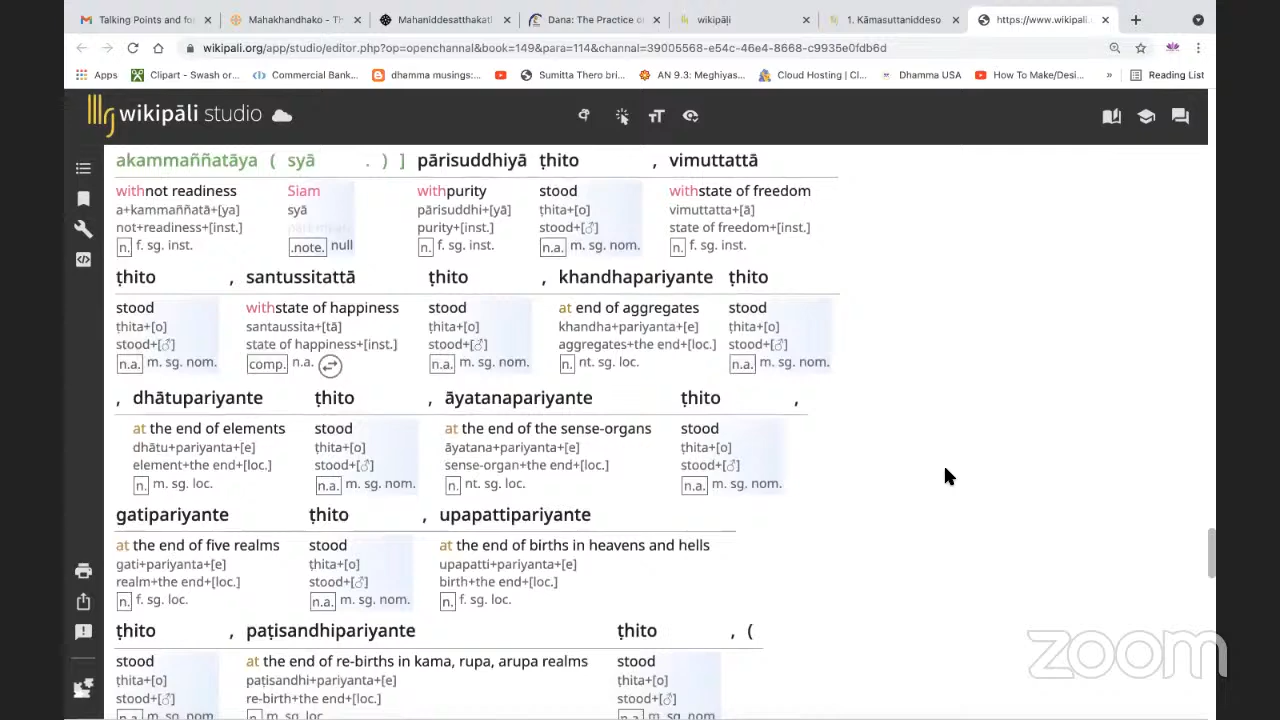 Talking Points and fo
Mahakhandhako - Th
Mahaniddesatthakath
Dana: The Practice o
wikipāḷi
1. Kāmasuttaniddeso
https://www.wikipali.
wikipali.org/app/studio/editor.php?op=openchannal&book=149&para=114&channal=39005568-e54c-46e4-8668-c9935e0fdb6d
Apps Clipart - Swash or... Commercial Bank... dhamma musings:... Sumitta Thero bri... AN 9.3: Meghiyas... Cloud Hosting | Cl... Dhamma USA How To Make/Desi... » Reading List
wikipāli studio
akammaññatāya ( syā . ) ] pārisuddhiyā ṭhito , vimuttattā
withnot readiness Siam withpurity stood withstate of freedom
a+kammaññatā+[ya] syā pārisuddhi+[yā] ṭhita+[o] vimuttatta+[ā]
not+readiness+[inst.] purity+[inst.] stood+[♂] state of freedom+[inst.]
n. f. sg. inst. .note. null n. f. sg. inst. n.a. m. sg. nom. n. f. sg. inst.
ṭhito , santussitattā ṭhito , khandhapariyante ṭhito
stood withstate of happiness stood at end of aggregates stood
ṭhita+[o] santaussita+[tā] ṭhita+[o] khandha+pariyanta+[e] ṭhita+[o]
stood+[♂] state of happiness+[inst.] stood+[♂] aggregates+the end+[loc.] stood+[♂]
n.a. m. sg. nom. comp. n.a. n.a. m. sg. nom. n. nt. sg. loc. n.a. m. sg. nom.
, dhātupariyante ṭhito , āyatanapariyante ṭhito ,
at the end of elements stood at the end of the sense-organs stood
dhātu+pariyanta+[e] ṭhita+[o] āyatana+pariyanta+[e] ṭhita+[o]
element+the end+[loc.] stood+[♂] sense-organ+the end+[loc.] stood+[♂]
n. m. sg. loc. n.a. m. sg. nom. n. nt. sg. loc. n.a. m. sg. nom.
gatipariyante ṭhito , upapattipariyante
at the end of five realms stood at the end of births in heavens and hells
gati+pariyanta+[e] ṭhita+[o] upapatti+pariyanta+[e]
realm+the end+[loc.] stood+[♂] birth+the end+[loc.]
n. f. sg. loc. n.a. m. sg. nom. n. f. sg. loc.
ṭhito , paṭisandhipariyante ṭhito , (
stood at the end of re-births in kama, rupa, arupa realms stood
ṭhita+[o] paṭisandhi+pariyanta+[e] ṭhita+[o]
stood+[♂] re-birth+the end+[loc.] stood+[♂]
n.a. m. sg. nom. n. m. sg. loc. n.a. m. sg. nom.
zoom